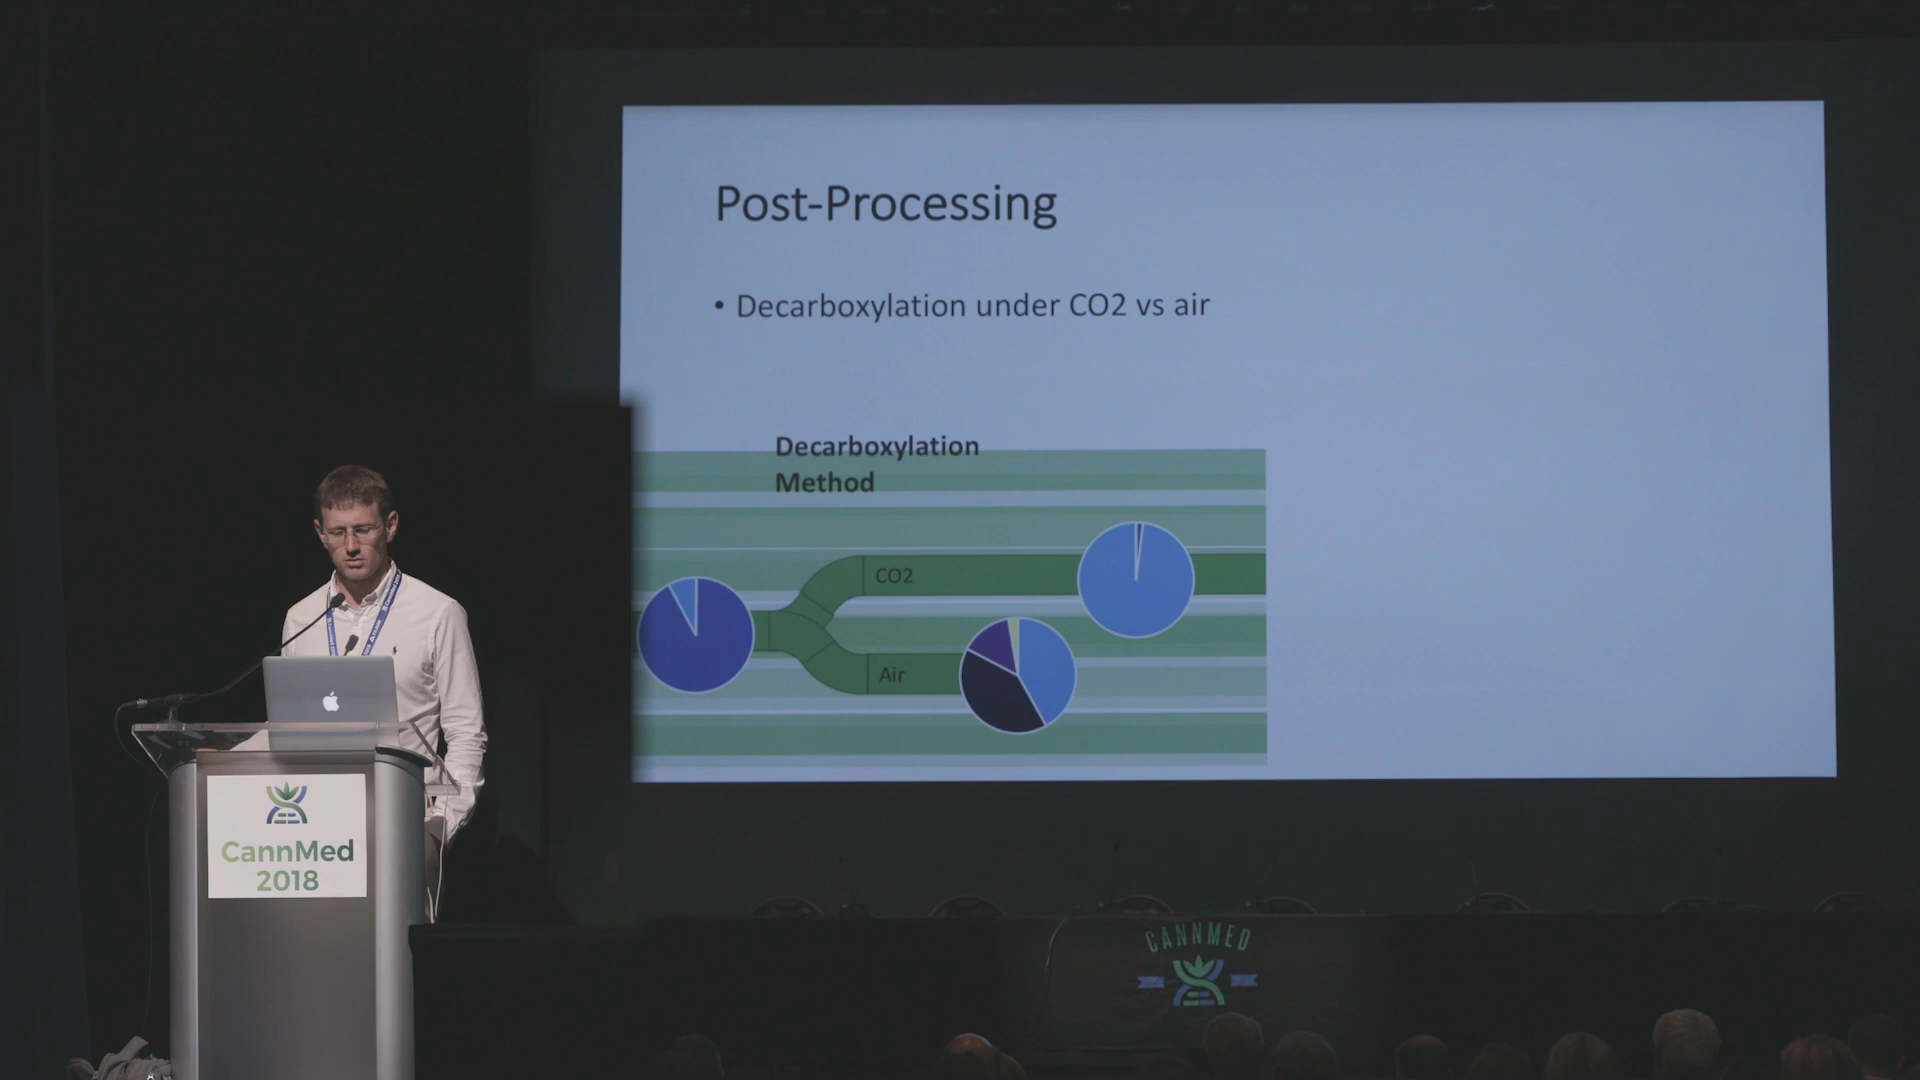 Post-Processing
• Decarboxylation under CO2 vs air
Decarboxylation
Method
CO2
Air
CannMed
2018
CANNMED